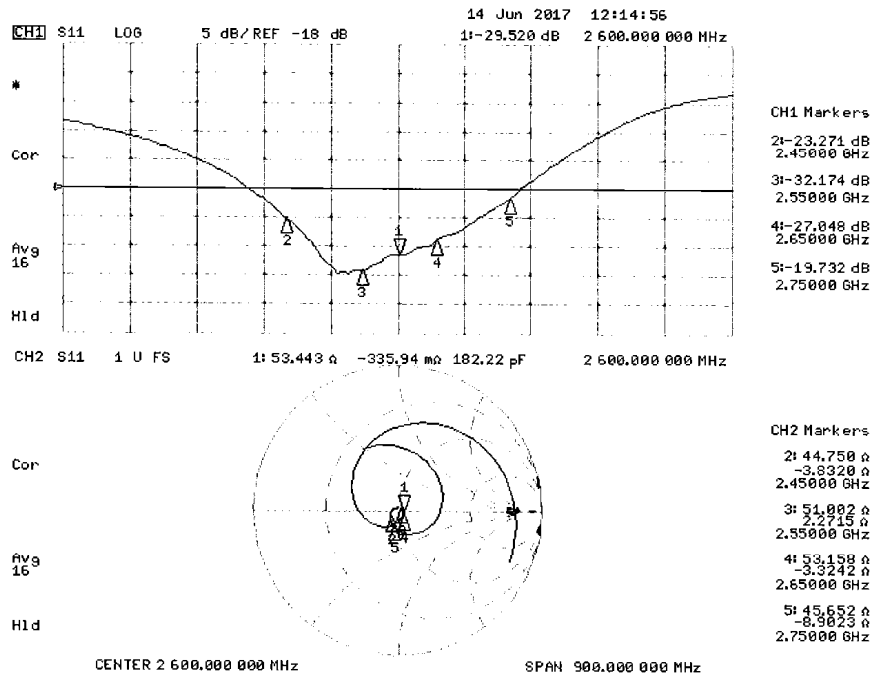 14 Jun 2017 12:14:56
CH1 S11 LOG 5 dB/REF -18 dB 1:-29.520 dB 2 600.000 000 MHz
*
CH1 Markers
2:-23.271 dB
2.45000 GHz
Cor
3:-32.174 dB
2.55000 GHz
1
2
3
4
5
4:-27.048 dB
2.65000 GHz
Avg
16
5:-19.732 dB
2.75000 GHz
Hld
CH2 S11 1 U FS 1: 53.443 Ω -335.94 mΩ 182.22 pF 2 600.000 000 MHz
CH2 Markers
2: 44.750 Ω
-3.8320 Ω
2.45000 GHz
Cor
1
3: 51.002 Ω
2.2715 Ω
2.55000 GHz
4
5
Avg
16
4: 53.158 Ω
-3.3242 Ω
2.65000 GHz
5: 45.652 Ω
-8.9023 Ω
2.75000 GHz
Hld
CENTER 2 600.000 000 MHz SPAN 900.000 000 MHz